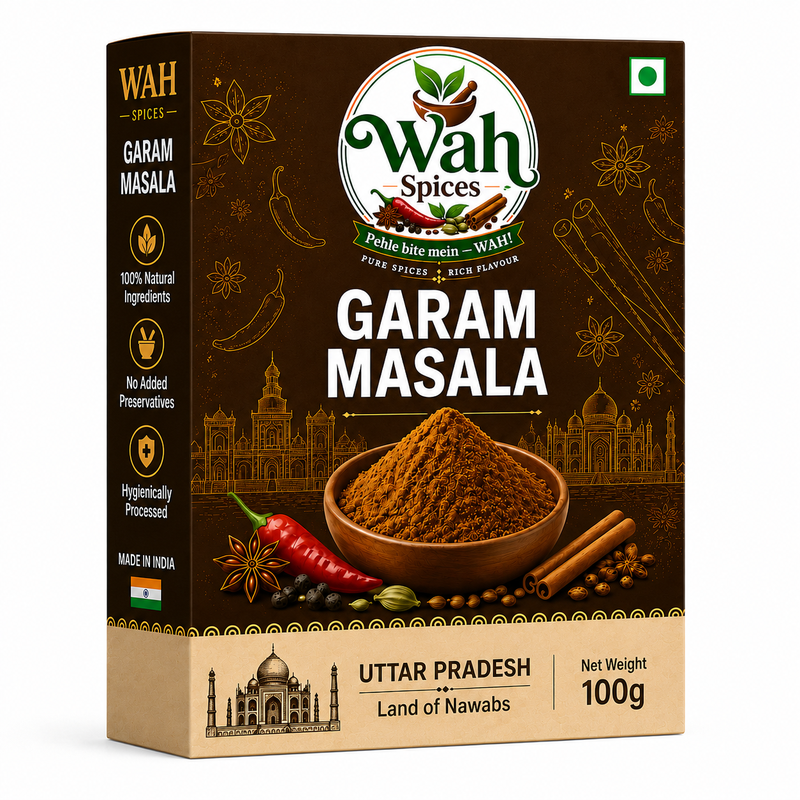 WAH
SPICES
GARAM
MASALA
100% Natural
Ingredients
No Added
Preservatives
Hygienically
Processed
MADE IN INDIA
Wah
Spices
Pehle bite mein – WAH!
PURE SPICES RICH FLAVOUR
GARAM
MASALA
UTTAR PRADESH
Land of Nawabs
Net Weight
100g